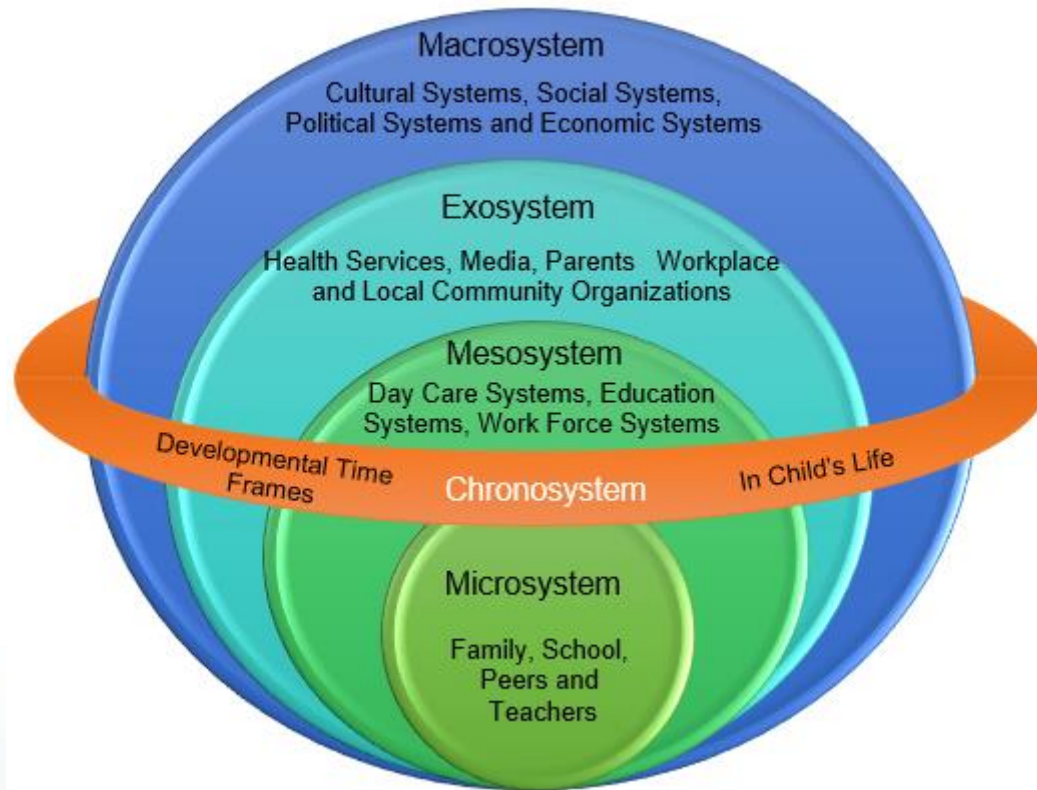 Macrosystem
Cultural Systems, Social Systems,
Political Systems and Economic Systems
Exosystem
Health Services, Media, Parents Workplace
and Local Community Organizations
Mesosystem
Day Care Systems, Education
Systems, Work Force Systems
Developmental Time
Frames
Chronosystem
In Child's Life
Microsystem
Family, School,
Peers and
Teachers